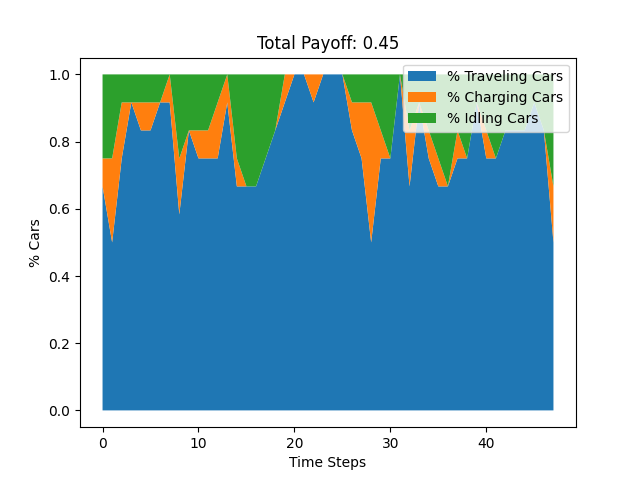 Total Payoff: 0.45
% Traveling Cars
% Charging Cars
% Idling Cars
1.0
0.8
0.6
0.4
0.2
0.0
% Cars
0
10
20
30
40
Time Steps